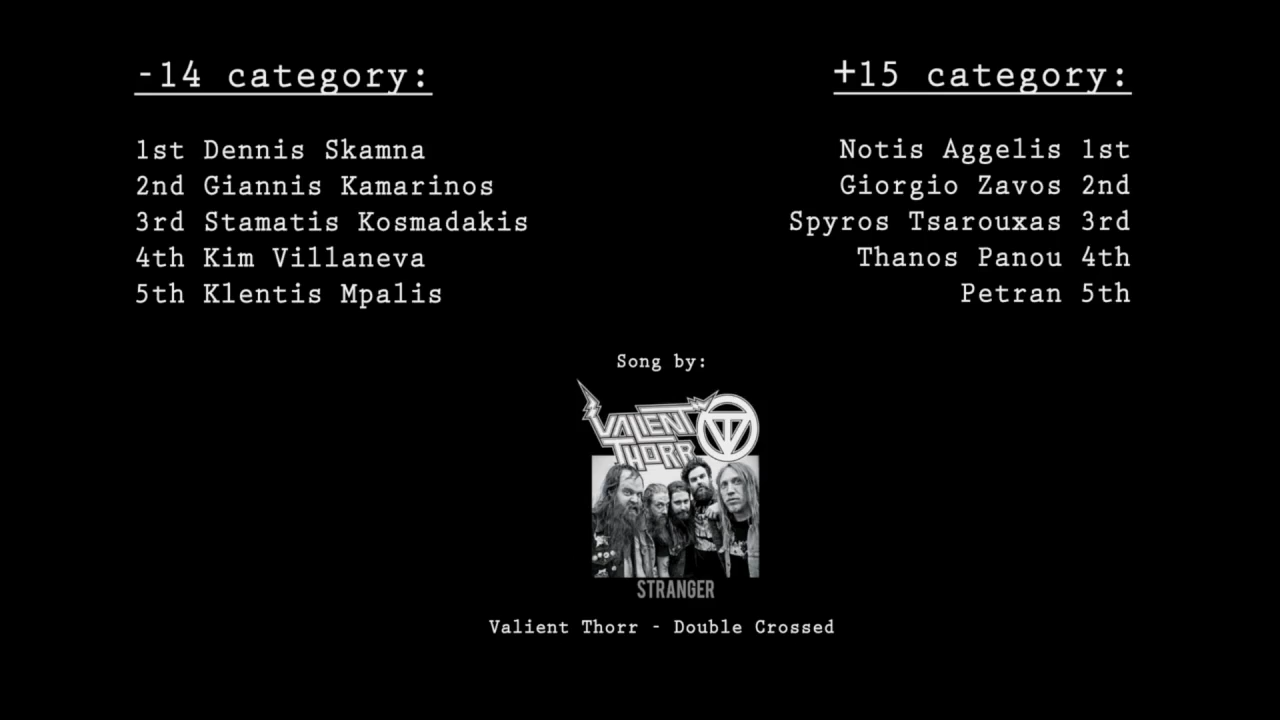 -14 category:
1st Dennis Skamna
2nd Giannis Kamarinos
3rd Stamatis Kosmadakis
4th Kim Villaneva
5th Klentis Mpalis
+15 category:
Notis Aggelis 1st
Giorgio Zavos 2nd
Spyros Tsarouxas 3rd
Thanos Panou 4th
Petran 5th
Song by:
VALIENT
THORR
STRANGER
Valient Thorr - Double Crossed